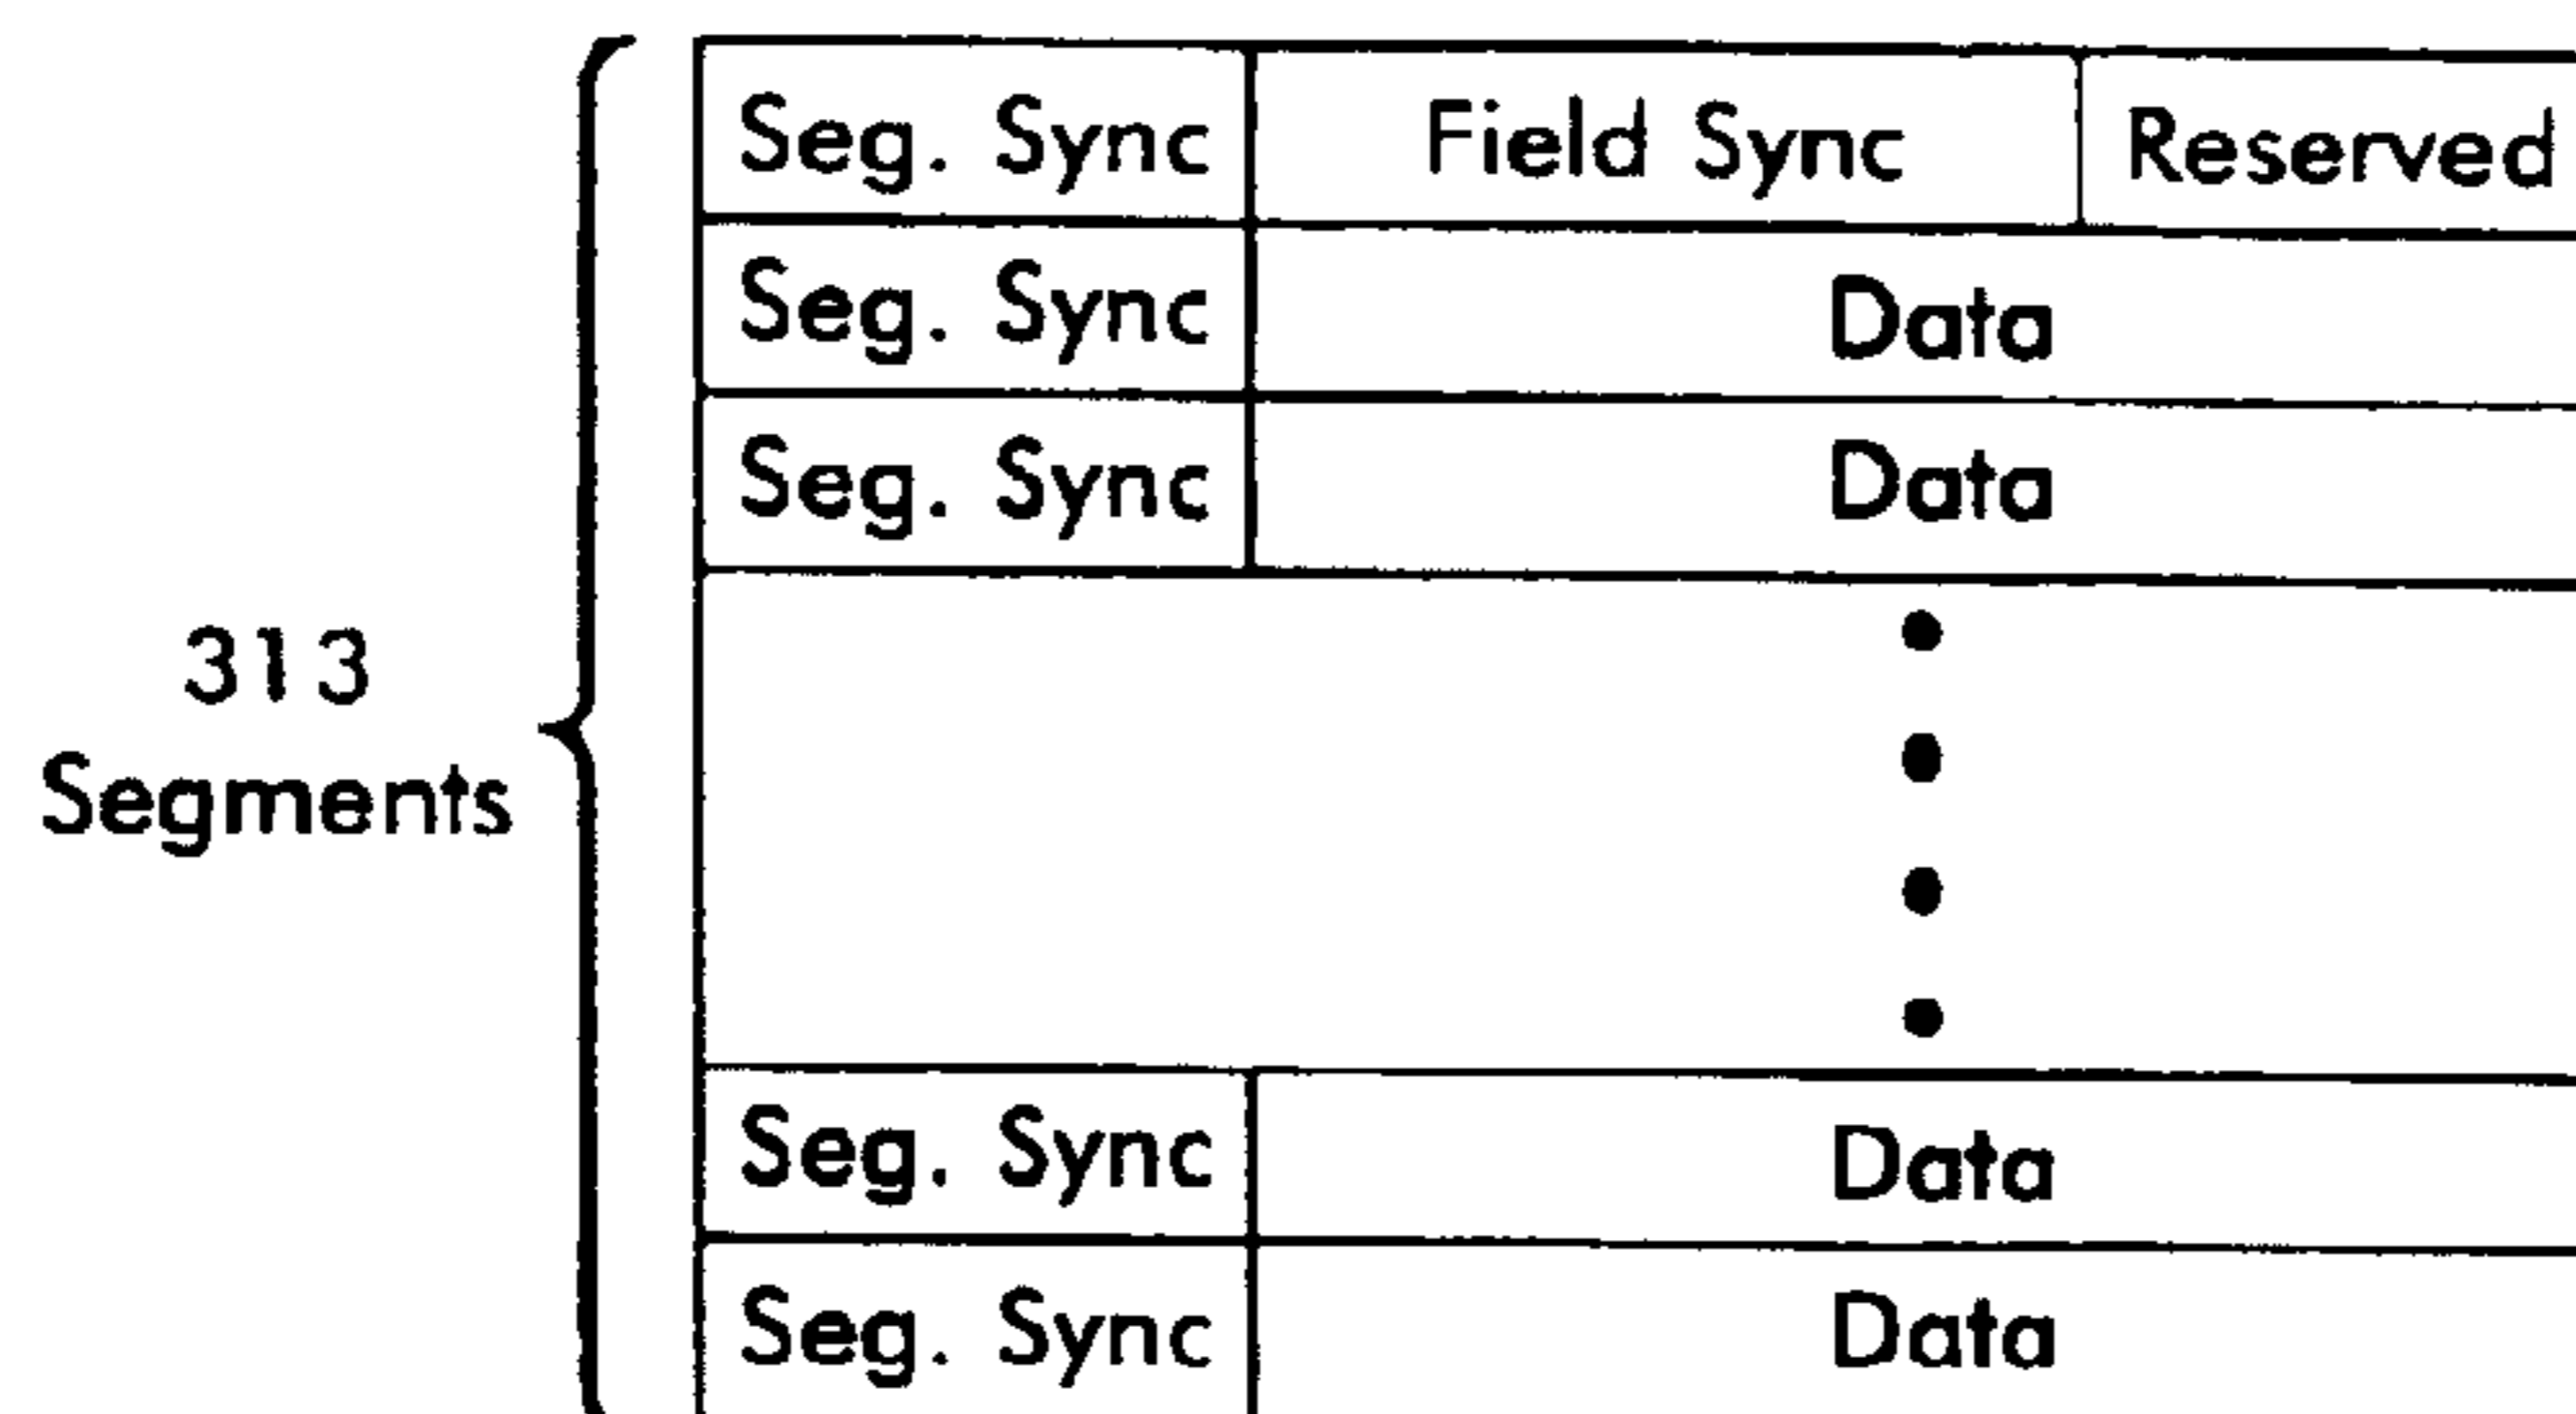 Seg. Sync Field Sync Reserved
Seg. Sync Data
Seg. Sync Data
313
Segments
Seg. Sync Data
Seg. Sync Data